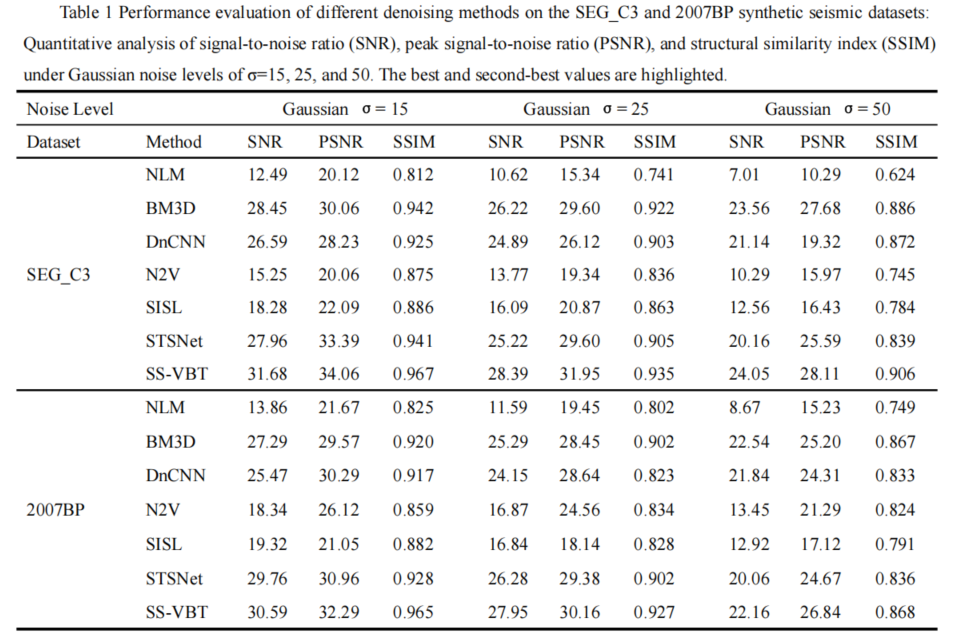 Table 1 Performance evaluation of different denoising methods on the SEG_C3 and 2007BP synthetic seismic datasets:
Quantitative analysis of signal-to-noise ratio (SNR), peak signal-to-noise ratio (PSNR), and structural similarity index (SSIM)
under Gaussian noise levels of σ=15, 25, and 50. The best and second-best values are highlighted.
Noise Level Gaussian σ = 15 Gaussian σ = 25 Gaussian σ = 50
Dataset Method SNR PSNR SSIM SNR PSNR SSIM SNR PSNR SSIM
NLM 12.49 20.12 0.812 10.62 15.34 0.741 7.01 10.29 0.624
BM3D 28.45 30.06 0.942 26.22 29.60 0.922 23.56 27.68 0.886
DnCNN 26.59 28.23 0.925 24.89 26.12 0.903 21.14 19.32 0.872
SEG_C3 N2V 15.25 20.06 0.875 13.77 19.34 0.836 10.29 15.97 0.745
SISL 18.28 22.09 0.886 16.09 20.87 0.863 12.56 16.43 0.784
STSNet 27.96 33.39 0.941 25.22 29.60 0.905 20.16 25.59 0.839
SS-VBT 31.68 34.06 0.967 28.39 31.95 0.935 24.05 28.11 0.906
NLM 13.86 21.67 0.825 11.59 19.45 0.802 8.67 15.23 0.749
BM3D 27.29 29.57 0.920 25.29 28.45 0.902 22.54 25.20 0.867
DnCNN 25.47 30.29 0.917 24.15 28.64 0.823 21.84 24.31 0.833
2007BP N2V 18.34 26.12 0.859 16.87 24.56 0.834 13.45 21.29 0.824
SISL 19.32 21.05 0.882 16.84 18.14 0.828 12.92 17.12 0.791
STSNet 29.76 30.96 0.928 26.28 29.38 0.902 20.06 24.67 0.836
SS-VBT 30.59 32.29 0.965 27.95 30.16 0.927 22.16 26.84 0.868